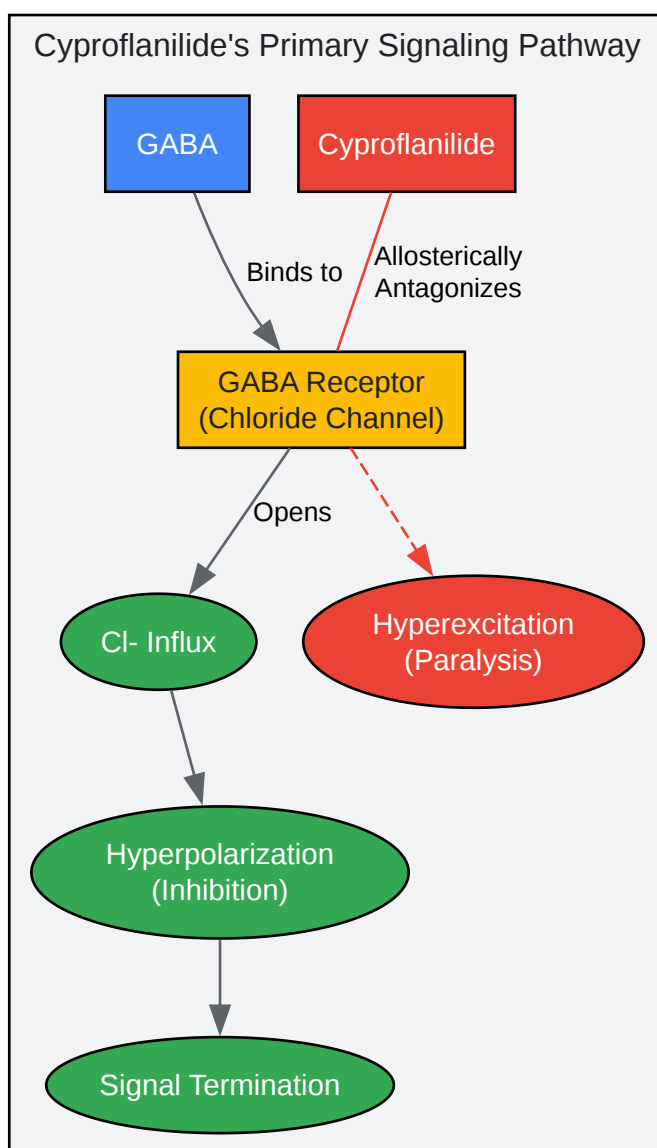 Cyproflanilide's Primary Signaling Pathway
GABA
Cyproflanilide
Binds to
Allosterically
Antagonizes
GABA Receptor
(Chloride Channel)
Opens
Cl- Influx
Hyperexcitation
(Paralysis)
Hyperpolarization
(Inhibition)
Signal Termination